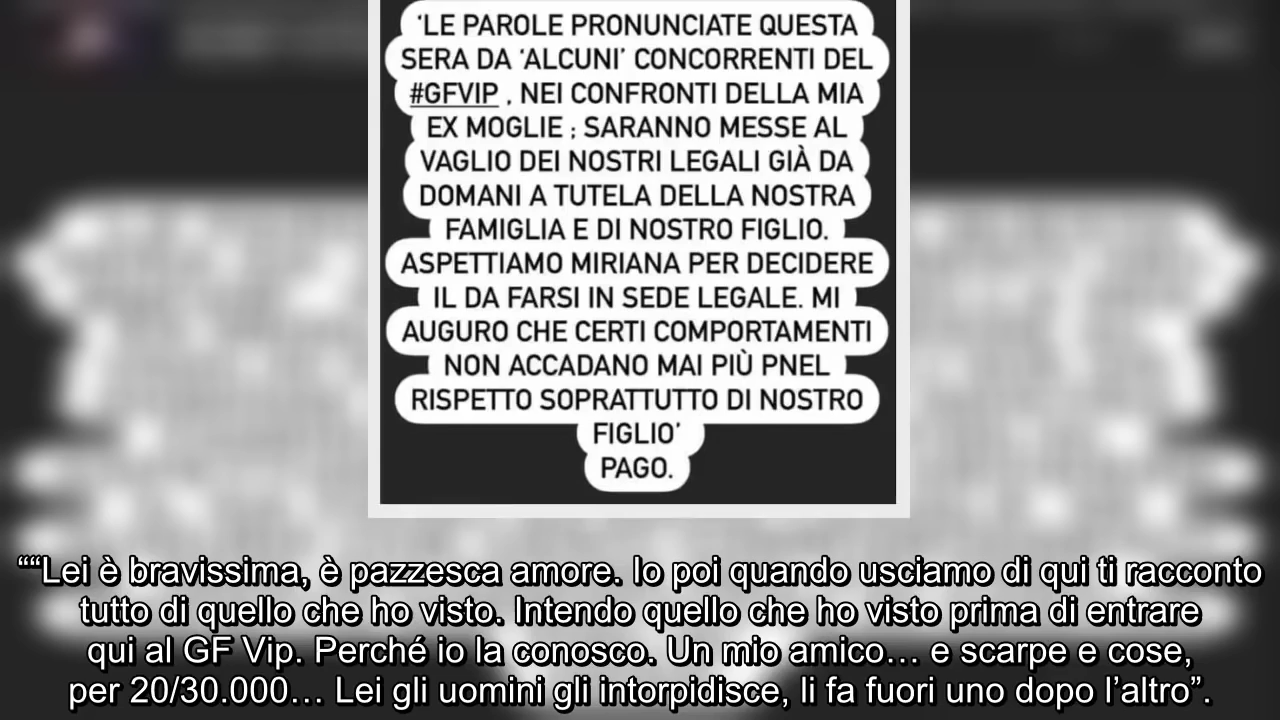 ‘LE PAROLE PRONUNCIATE QUESTA
SERA DA ‘ALCUNI’ CONCORRENTI DEL
#GFVIP , NEI CONFRONTI DELLA MIA
EX MOGLIE ; SARANNO MESSE AL
VAGLIO DEI NOSTRI LEGALI GIÀ DA
DOMANI A TUTELA DELLA NOSTRA
FAMIGLIA E DI NOSTRO FIGLIO.
ASPETTIAMO MIRIANA PER DECIDERE
IL DA FARSI IN SEDE LEGALE. MI
AUGURO CHE CERTI COMPORTAMENTI
NON ACCADANO MAI PIÙ PNEL
RISPETTO SOPRATTUTTO DI NOSTRO
FIGLIO’
PAGO.
““Lei è bravissima, è pazzesca amore. Io poi quando usciamo di qui ti racconto
tutto di quello che ho visto. Intendo quello che ho visto prima di entrare
qui al GF Vip. Perché io la conosco. Un mio amico… e scarpe e cose,
per 20/30.000… Lei gli uomini gli intorpidisce, li fa fuori uno dopo l’altro”.